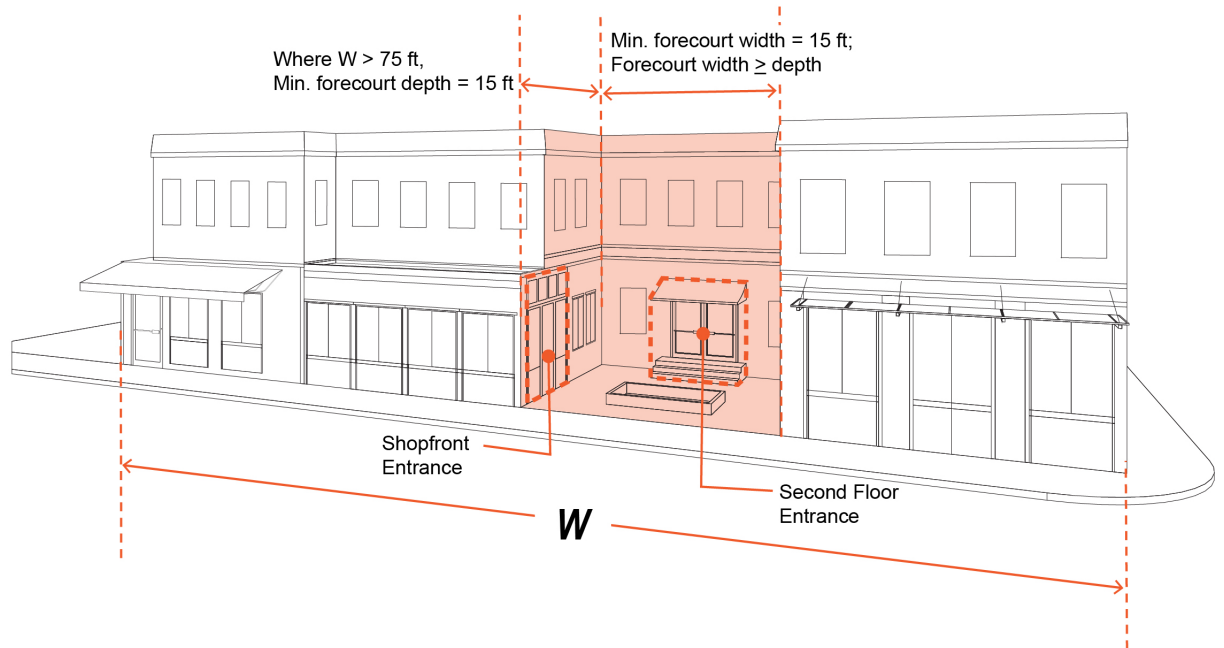 Where W > 75 ft,
Min. forecourt depth = 15 ft
Min. forecourt width = 15 ft;
Forecourt width ≥ depth
Shopfront
Entrance
Second Floor
Entrance
W